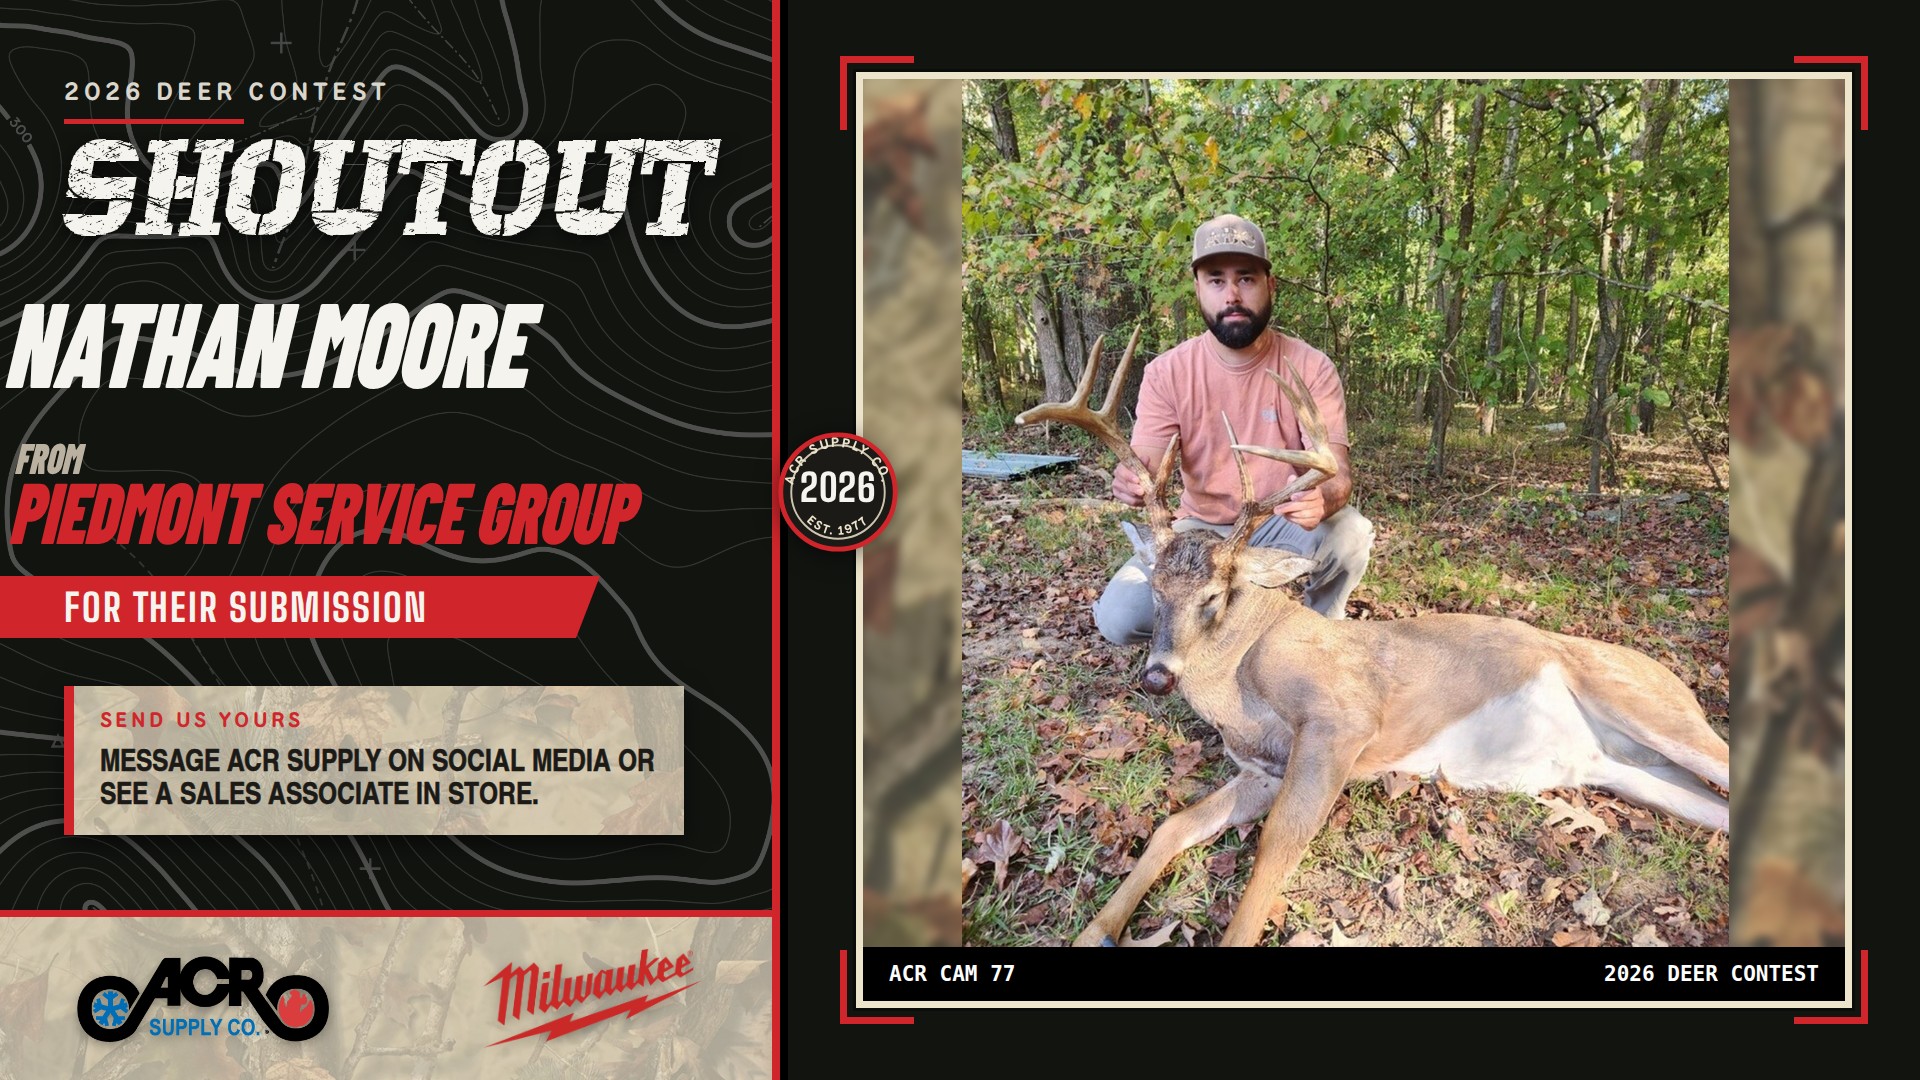 2026 DEER CONTEST
SHOUTOUT
NATHAN MOORE
FROM
PIEDMONT SERVICE GROUP
FOR THEIR SUBMISSION
SEND US YOURS
MESSAGE ACR SUPPLY ON SOCIAL MEDIA OR
SEE A SALES ASSOCIATE IN STORE.
ACR
SUPPLY CO.
Milwaukee
ACR SUPPLY CO.
2026
EST. 1977
ACR CAM 77
2026 DEER CONTEST
300